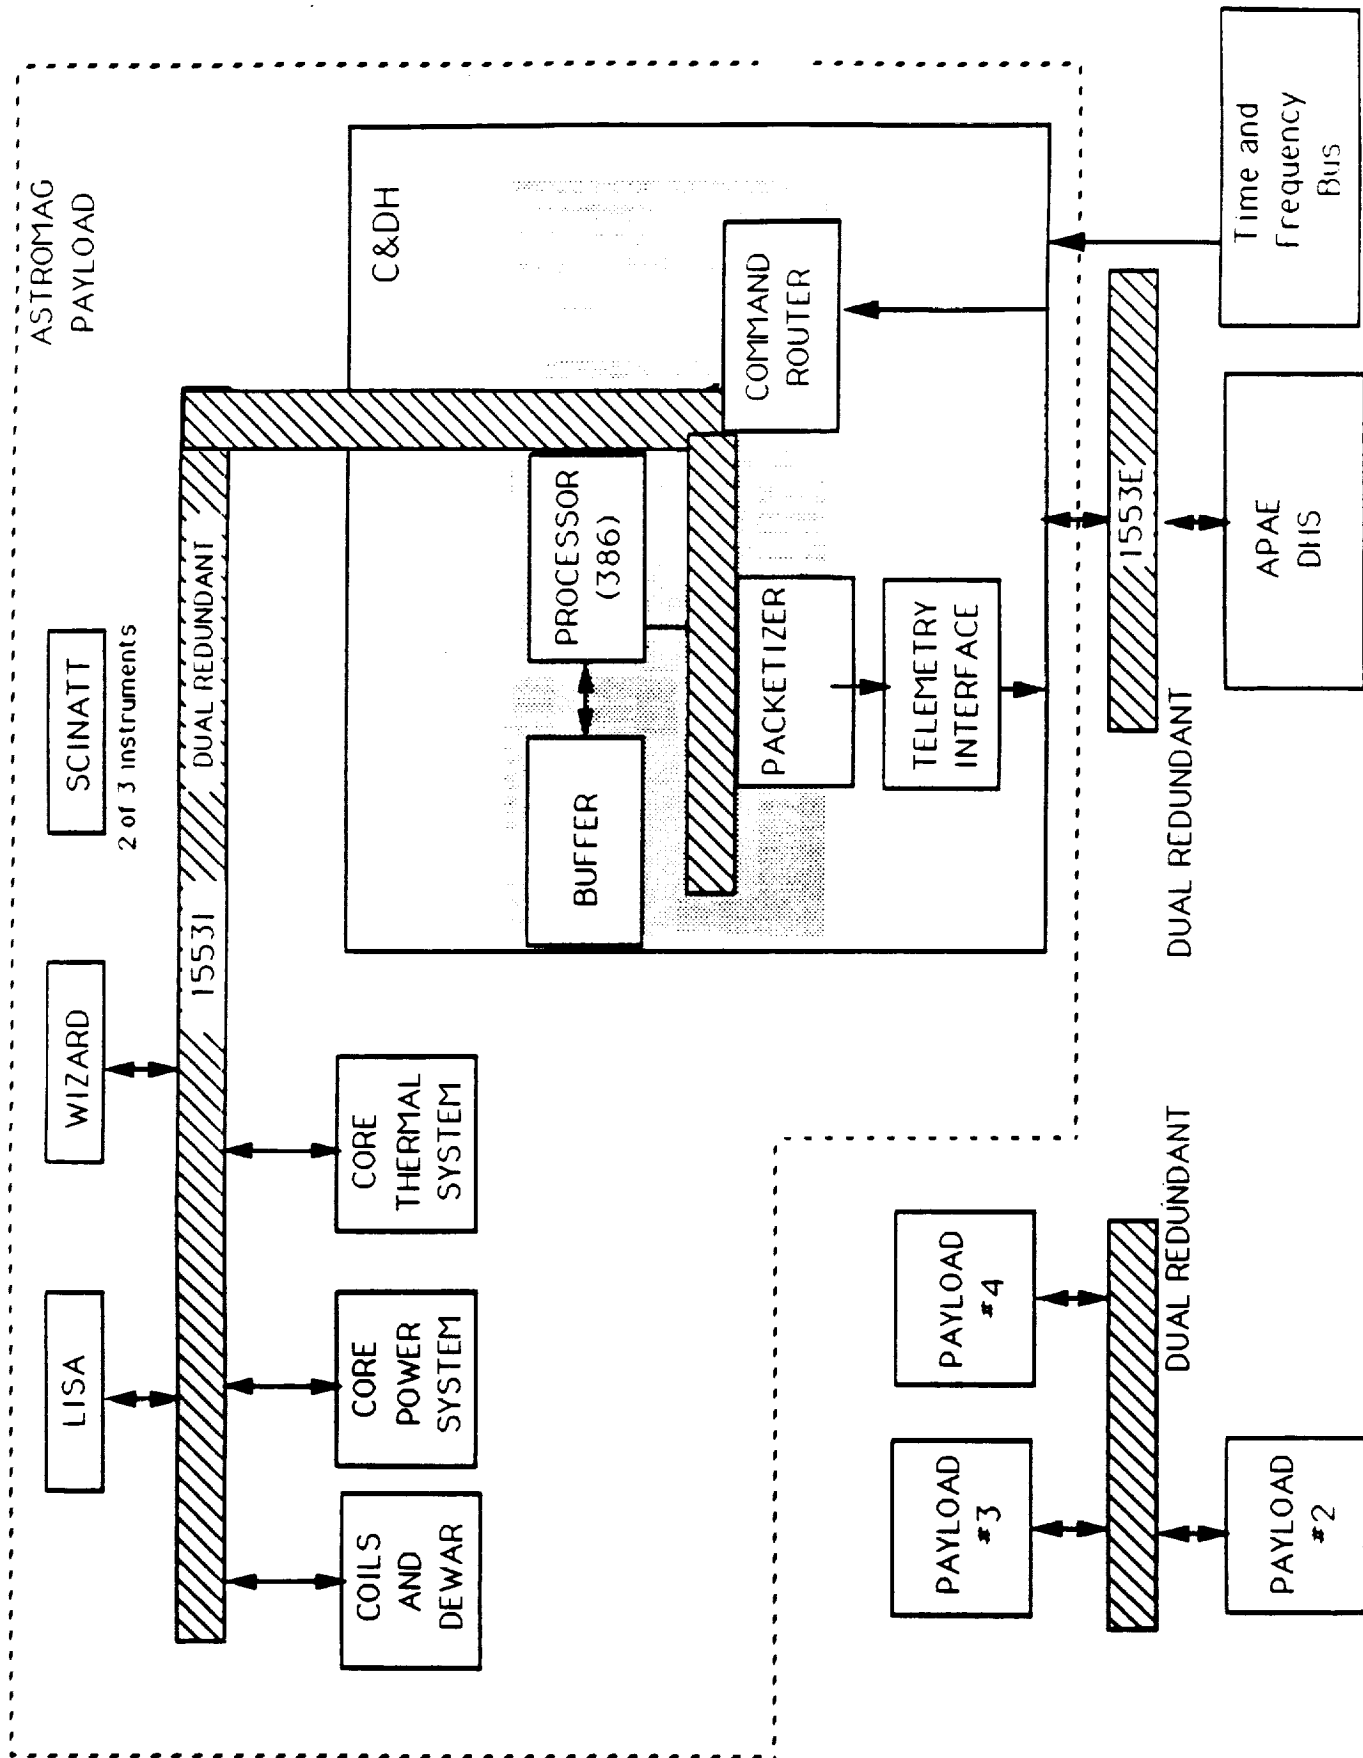 ASTROMAG
PAYLOAD
LISA
WIZARD
SCINATT
2 of 3 instruments
1553I
DUAL REDUNDANT
COILS
AND
DEWAR
CORE
POWER
SYSTEM
CORE
THERMAL
SYSTEM
C&DH
BUFFER
PROCESSOR
(386)
COMMAND
ROUTER
PACKETIZER
TELEMETRY
INTERFACE
PAYLOAD
#3
PAYLOAD
#4
1553E
DUAL REDUNDANT
DUAL REDUNDANT
PAYLOAD
#2
APAE
DHS
Time and
Frequency
Bus